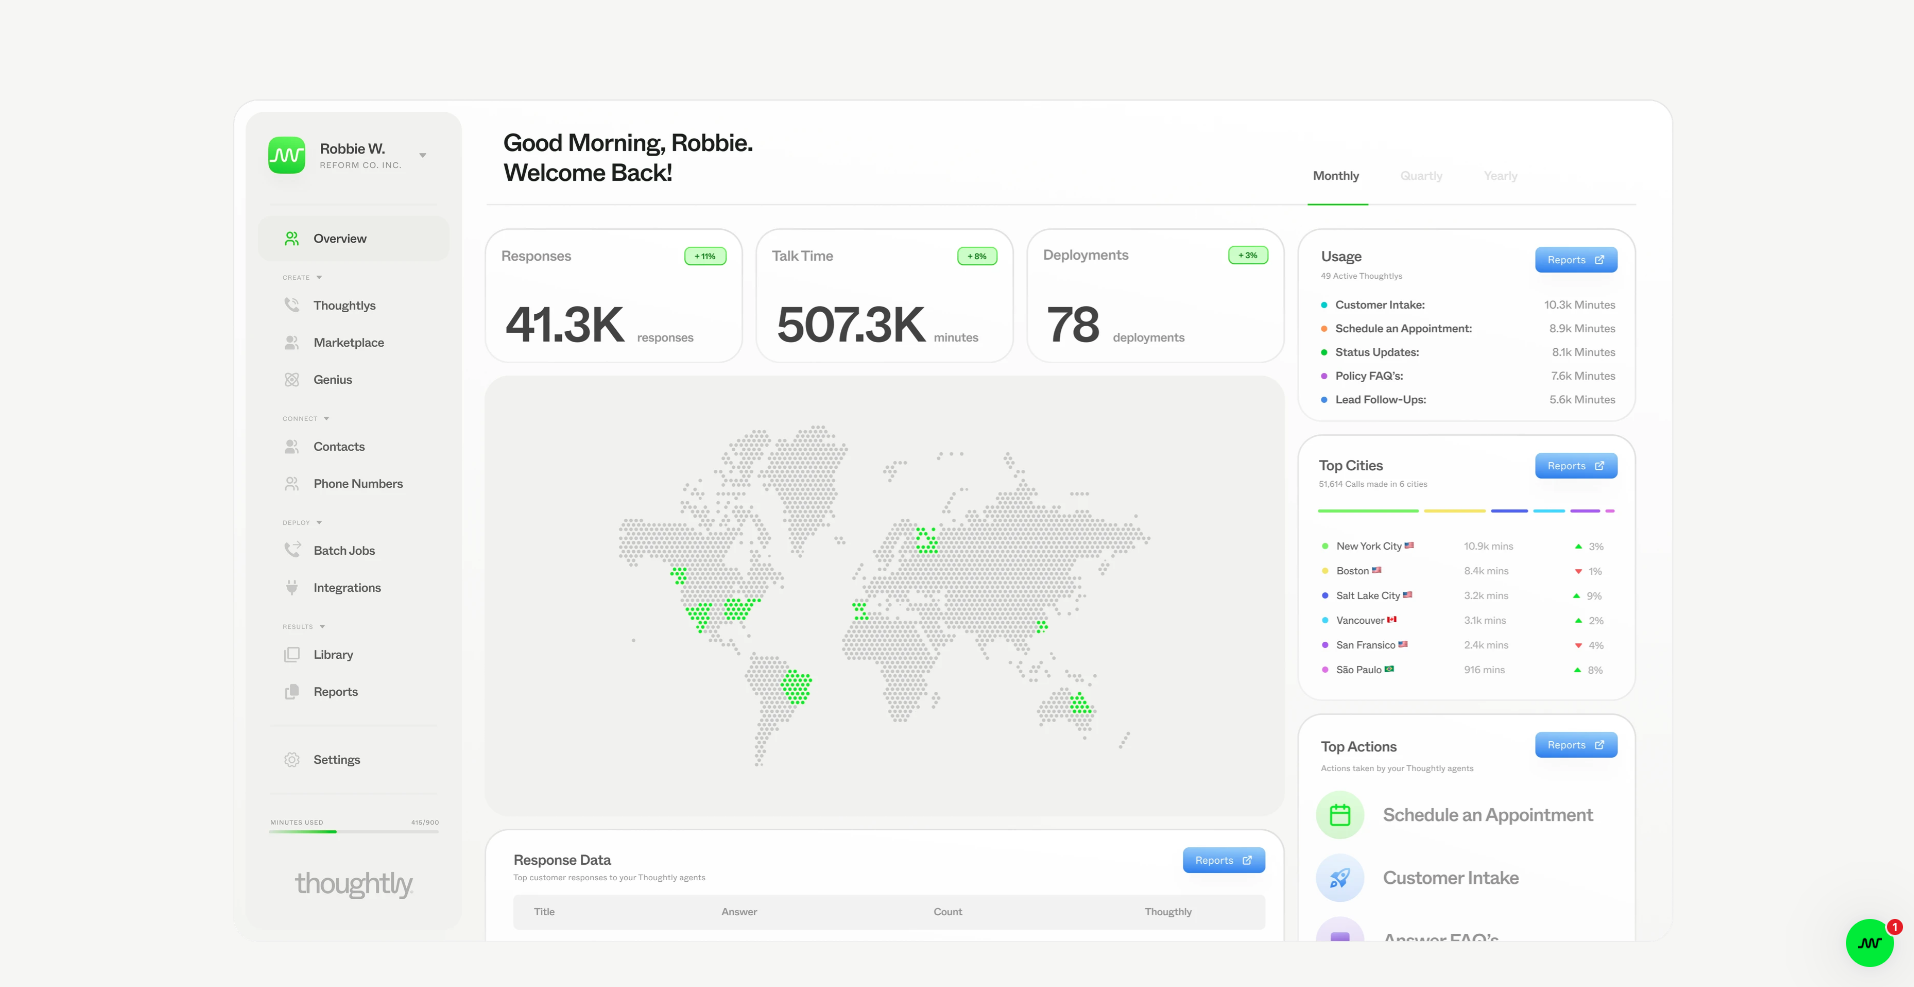 Robbie W.
REFORM CO. INC.
Overview
CREATE
Thoughtlys
Marketplace
Genius
CONNECT
Contacts
Phone Numbers
DEPLOY
Batch Jobs
Integrations
RESULTS
Library
Reports
Settings
MINUTES USED 415/900
thoughtly
Good Morning, Robbie.
Welcome Back!
Monthly Quartly Yearly
Responses +11%
41.3K responses
Talk Time +8%
507.3K minutes
Deployments +3%
78 deployments
Usage Reports
49 Active Thoughtlys
Customer Intake: 10.3k Minutes
Schedule an Appointment: 8.9k Minutes
Status Updates: 8.1k Minutes
Policy FAQ's: 7.6k Minutes
Lead Follow-Ups: 5.6k Minutes
Top Cities Reports
51,614 Calls made in 6 cities
New York City 10.9k mins 3%
Boston 8.4k mins 1%
Salt Lake City 3.2k mins 9%
Vancouver 3.1k mins 2%
San Fransico 2.4k mins 4%
São Paulo 916 mins 8%
Top Actions Reports
Actions taken by your Thoughtly agents
Schedule an Appointment
Customer Intake
Answer FAQ's
Response Data Reports
Top customer responses to your Thoughtly agents
Title Answer Count Thougthly
1